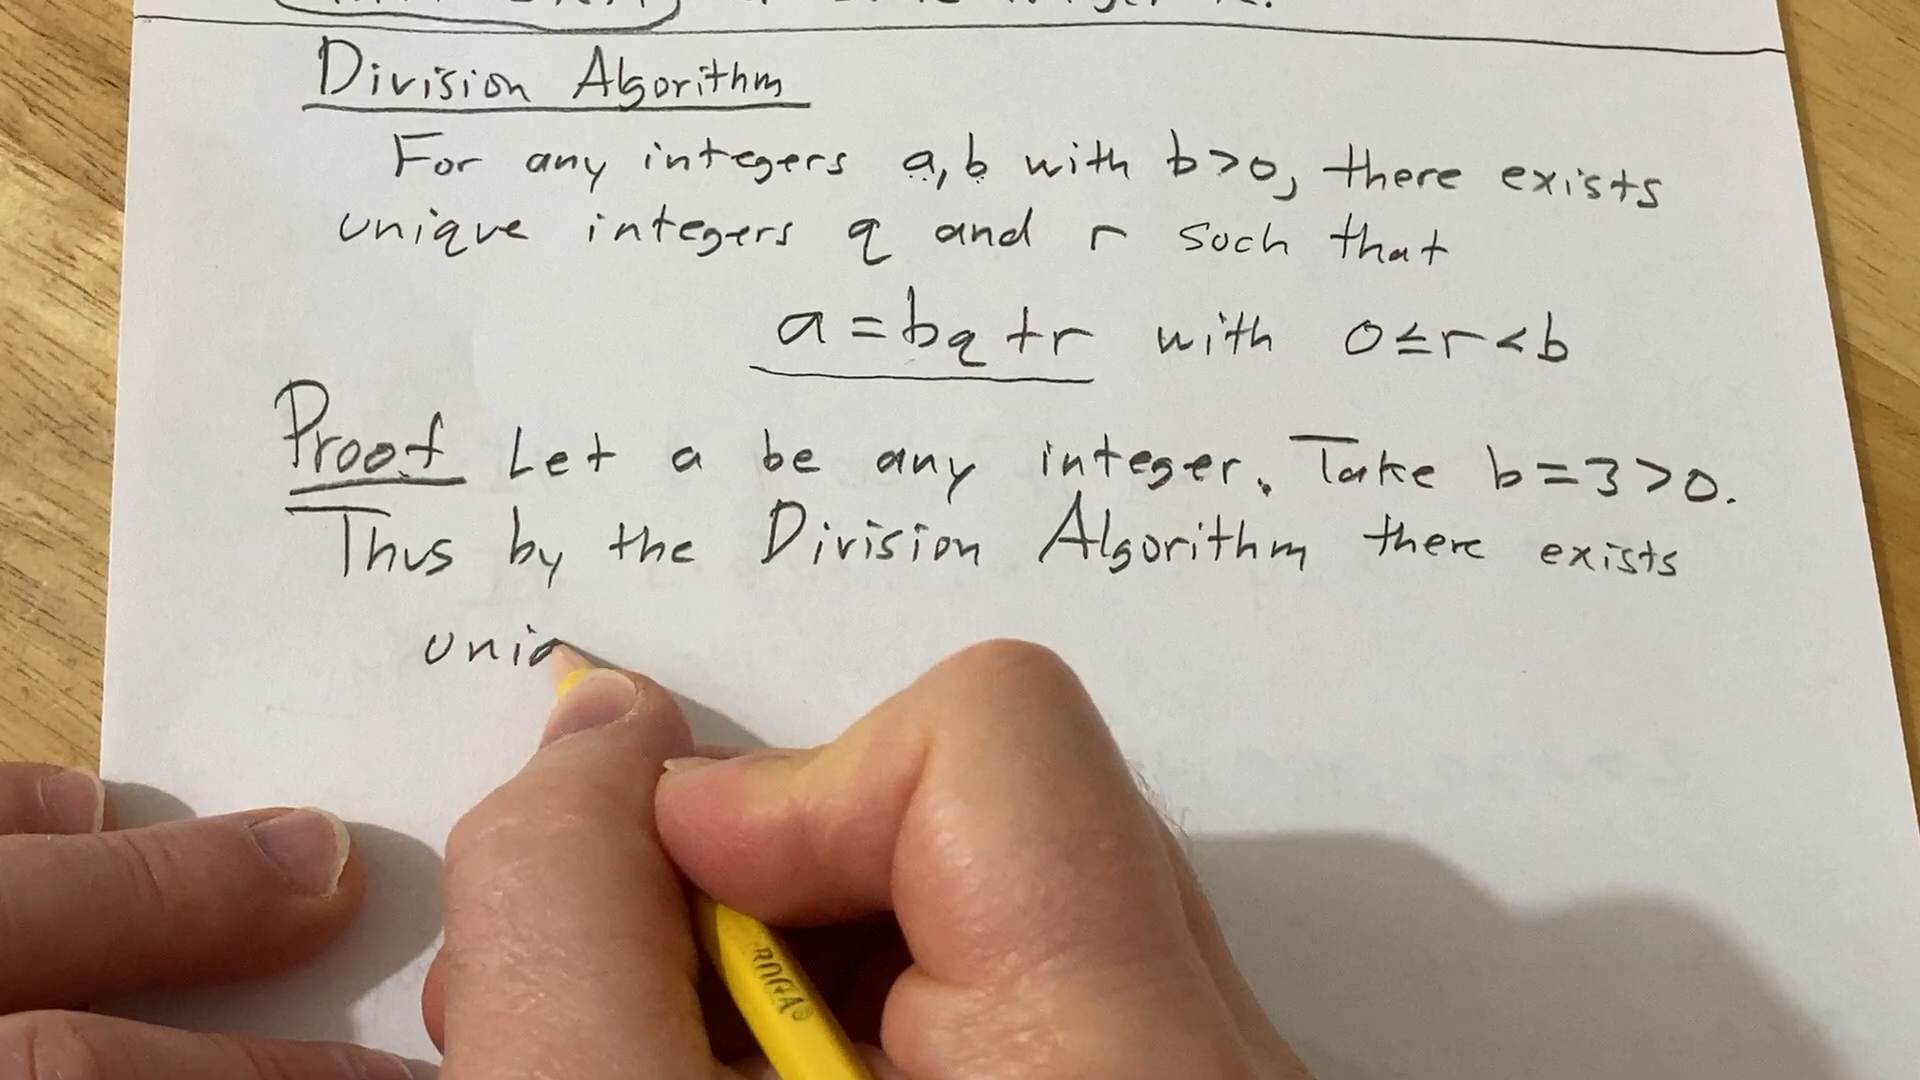 Division Algorithm
For any integers a, b with b>0, there exists
unique integers q and r such that
a = bq + r with 0 ≤ r < b
Proof Let a be any integer. Take b = 3 > 0.
Thus by the Division Algorithm there exists
uniq